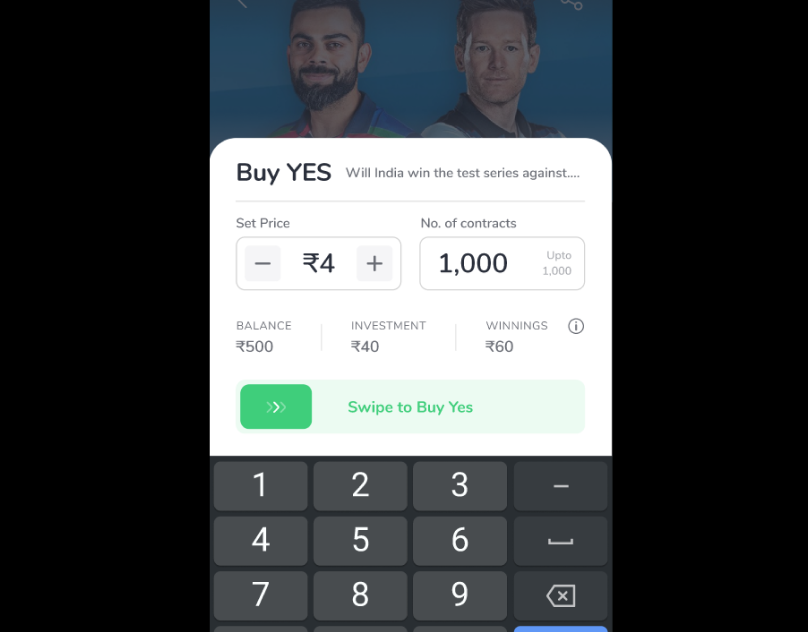 Buy YES Will India win the test series against....
Set Price No. of contracts
− ₹4 + 1,000 Upto 1,000
BALANCE INVESTMENT WINNINGS
₹500 ₹40 ₹60
Swipe to Buy Yes
1 2 3 −
4 5 6
7 8 9